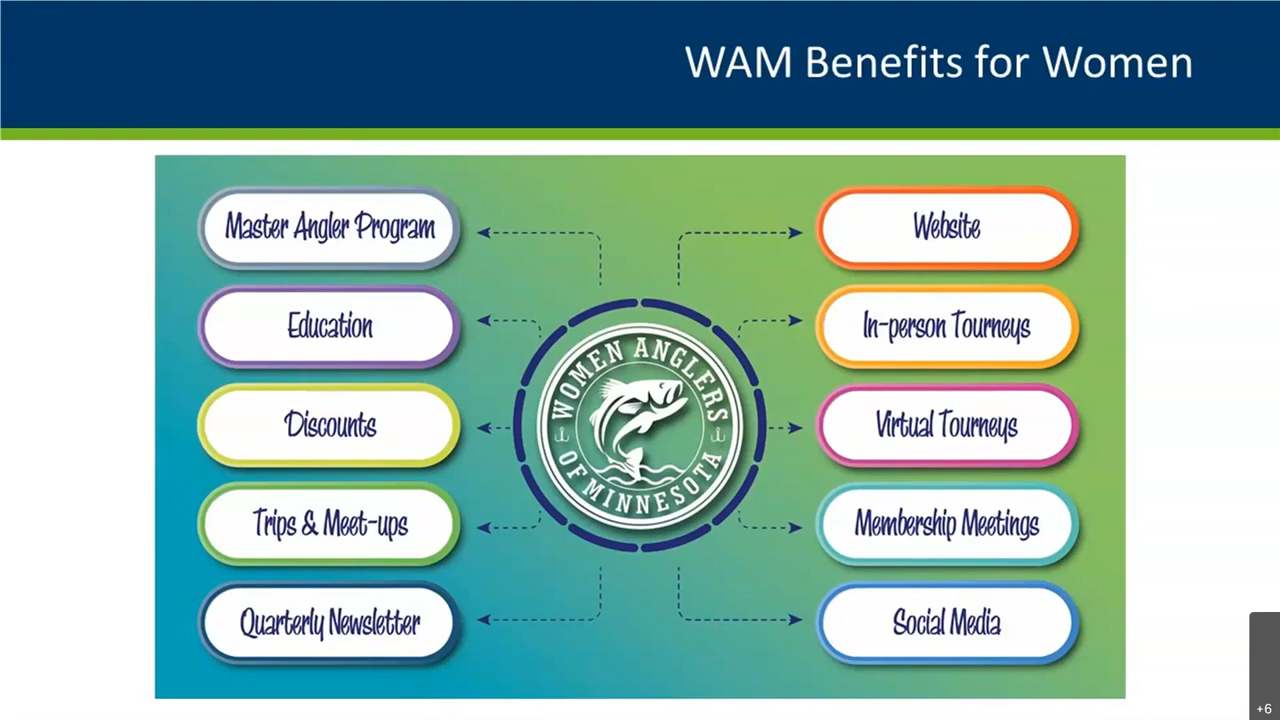 WAM Benefits for Women
Master Angler Program
Education
Discounts
Trips & Meet-ups
Quarterly Newsletter
WOMEN ANGLERS
OF MINNESOTA
Website
In-person Tourneys
Virtual Tourneys
Membership Meetings
Social Media
+6